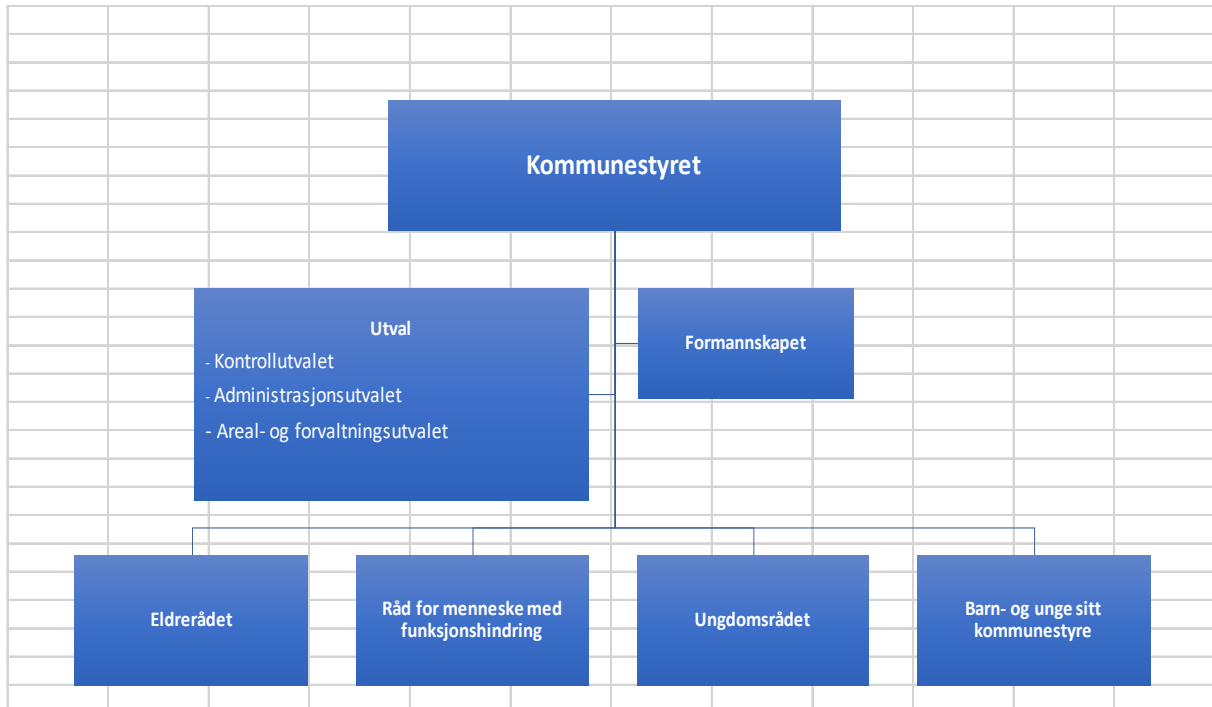 Kommunestyret
Utval
- Kontrollutvalet
- Administrasjonsutvalet
- Areal- og forvaltningsutvalet
Formannskapet
Eldrerådet
Råd for menneske med
funksjonshindring
Ungdomsrådet
Barn- og unge sitt
kommunestyre